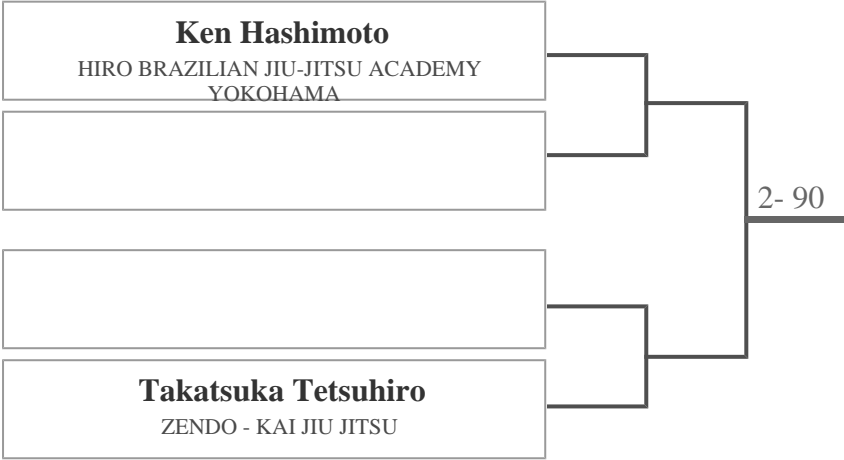 Ken Hashimoto
HIRO BRAZILIAN JIU-JITSU ACADEMY
YOKOHAMA
2- 90
Takatsuka Tetsuhiro
ZENDO - KAI JIU JITSU